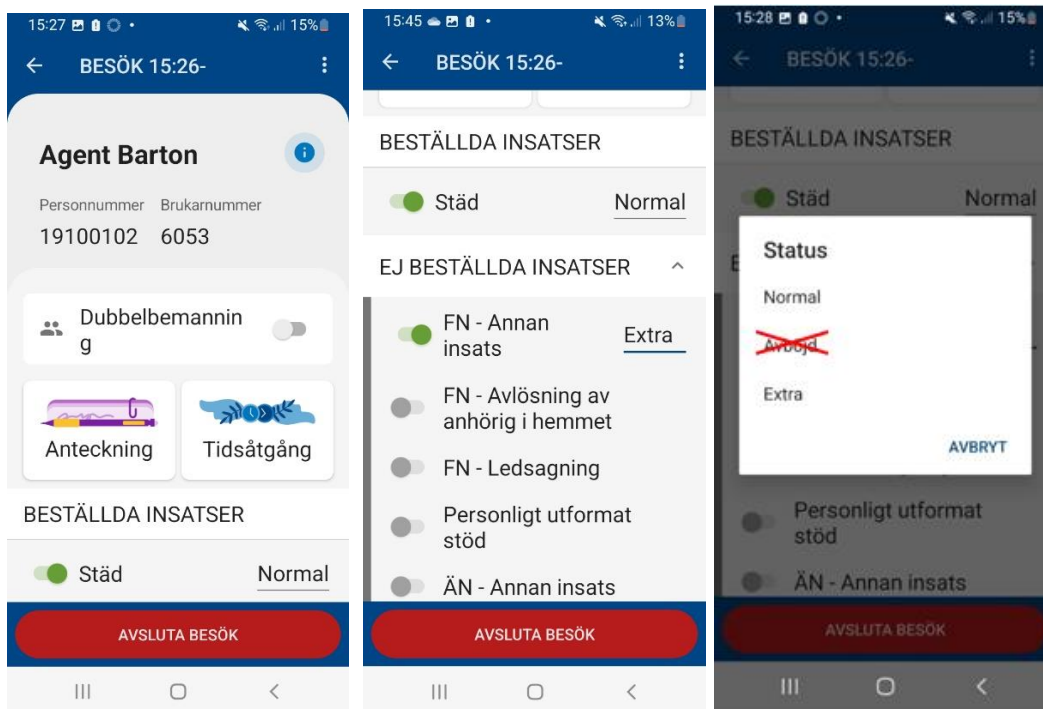 15:27
15%
BESÖK 15:26-
Agent Barton
Personnummer Brukarnummer
19100102 6053
Dubbelbemannin
g
Anteckning Tidsåtgång
BESTÄLLDA INSATSER
Städ Normal
AVSLUTA BESÖK
15:45
13%
BESÖK 15:26-
BESTÄLLDA INSATSER
Städ Normal
EJ BESTÄLLDA INSATSER
FN - Annan
insats Extra
FN - Avlösning av
anhörig i hemmet
FN - Ledsagning
Personligt utformat
stöd
ÄN - Annan insats
AVSLUTA BESÖK
15:28
15%
BESÖK 15:26-
BESTÄLLDA INSATSER
Städ Normal
Status
Normal
Avböjd
Extra
AVBRYT
Personligt utformat
stöd
ÄN - Annan insats
AVSLUTA BESÖK